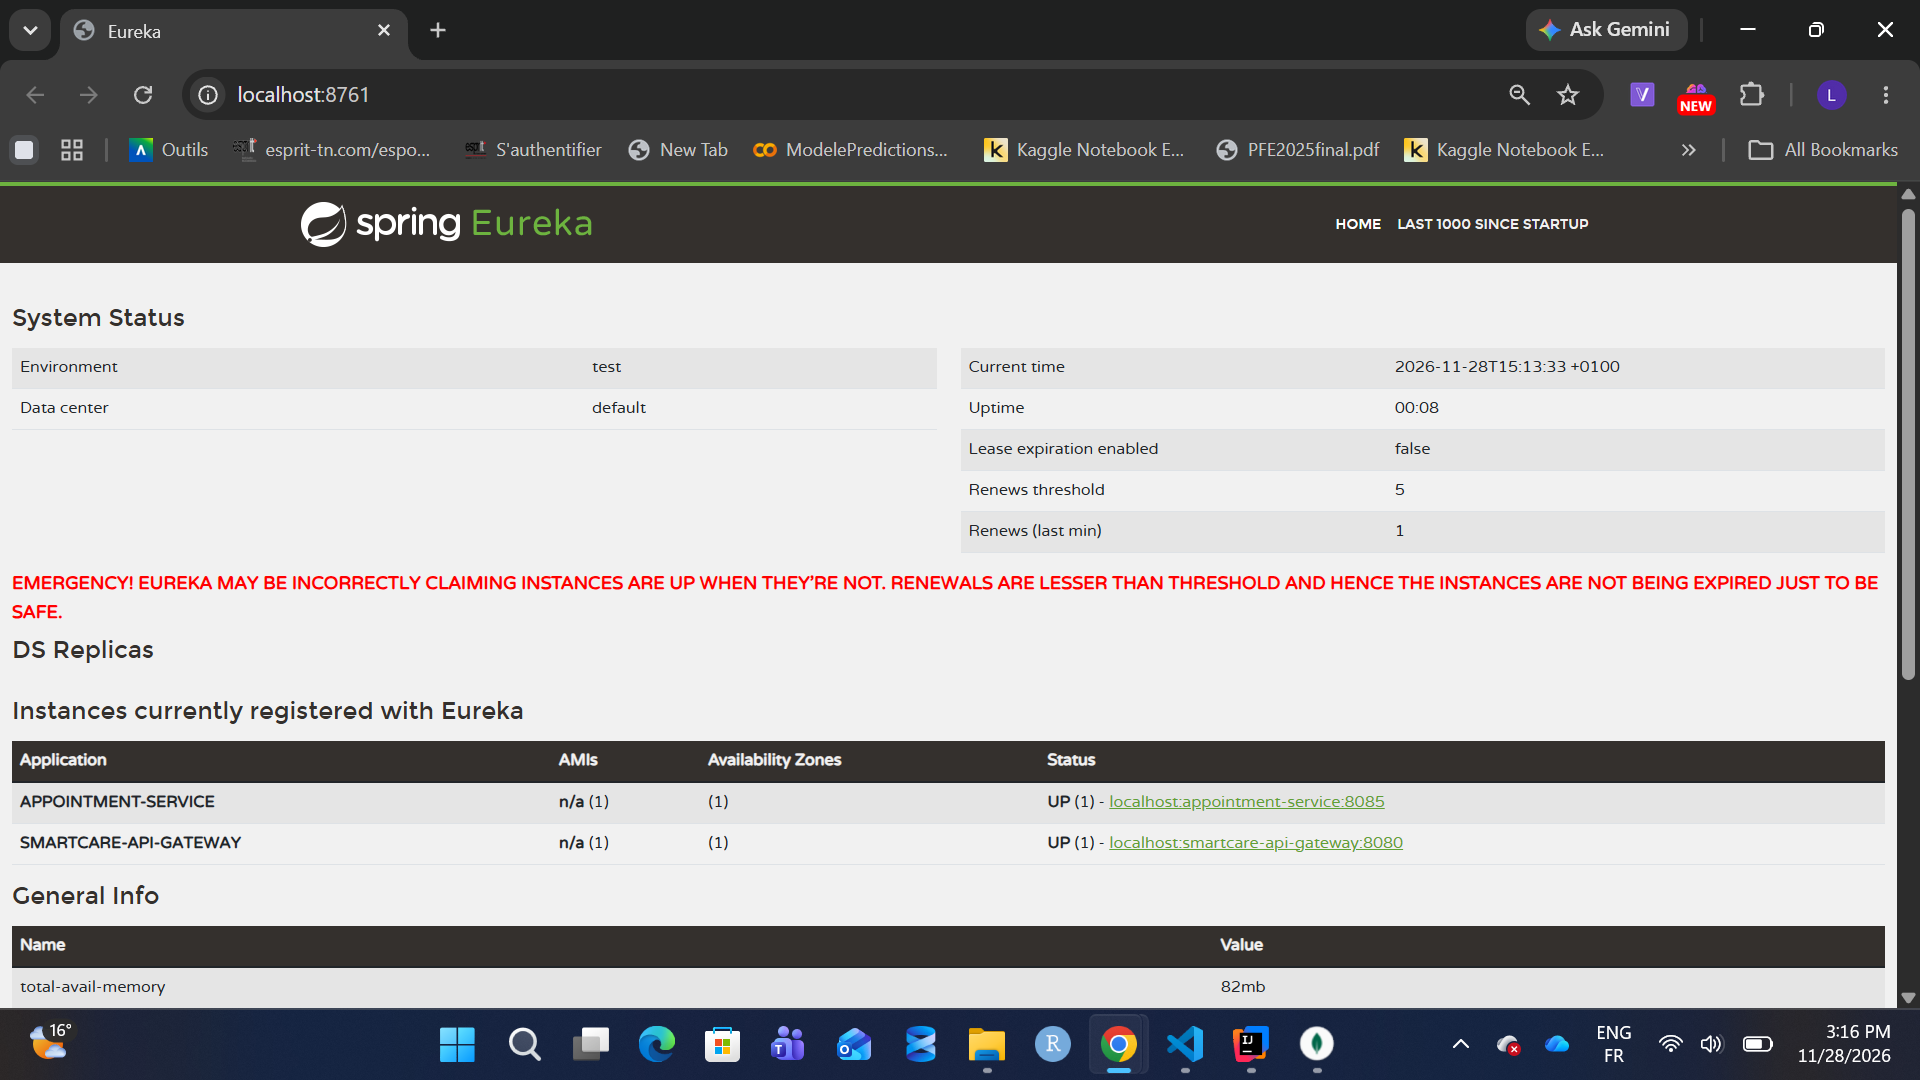 Eureka
Ask Gemini
localhost:8761
NEW
L
Outils
esprit-tn.com/espo...
S'authentifier
New Tab
ModelePredictions...
Kaggle Notebook E...
PFE2025final.pdf
Kaggle Notebook E...
All Bookmarks
spring Eureka
HOME LAST 1000 SINCE STARTUP
System Status
Environment test
Data center default
Current time 2026-11-28T15:13:33 +0100
Uptime 00:08
Lease expiration enabled false
Renews threshold 5
Renews (last min) 1
EMERGENCY! EUREKA MAY BE INCORRECTLY CLAIMING INSTANCES ARE UP WHEN THEY'RE NOT. RENEWALS ARE LESSER THAN THRESHOLD AND HENCE THE INSTANCES ARE NOT BEING EXPIRED JUST TO BE
SAFE.
DS Replicas
Instances currently registered with Eureka
Application AMIs Availability Zones Status
APPOINTMENT-SERVICE n/a (1) (1) UP (1) - localhost:appointment-service:8085
SMARTCARE-API-GATEWAY n/a (1) (1) UP (1) - localhost:smartcare-api-gateway:8080
General Info
Name Value
total-avail-memory 82mb
16°
ENG
FR
3:16 PM
11/28/2026